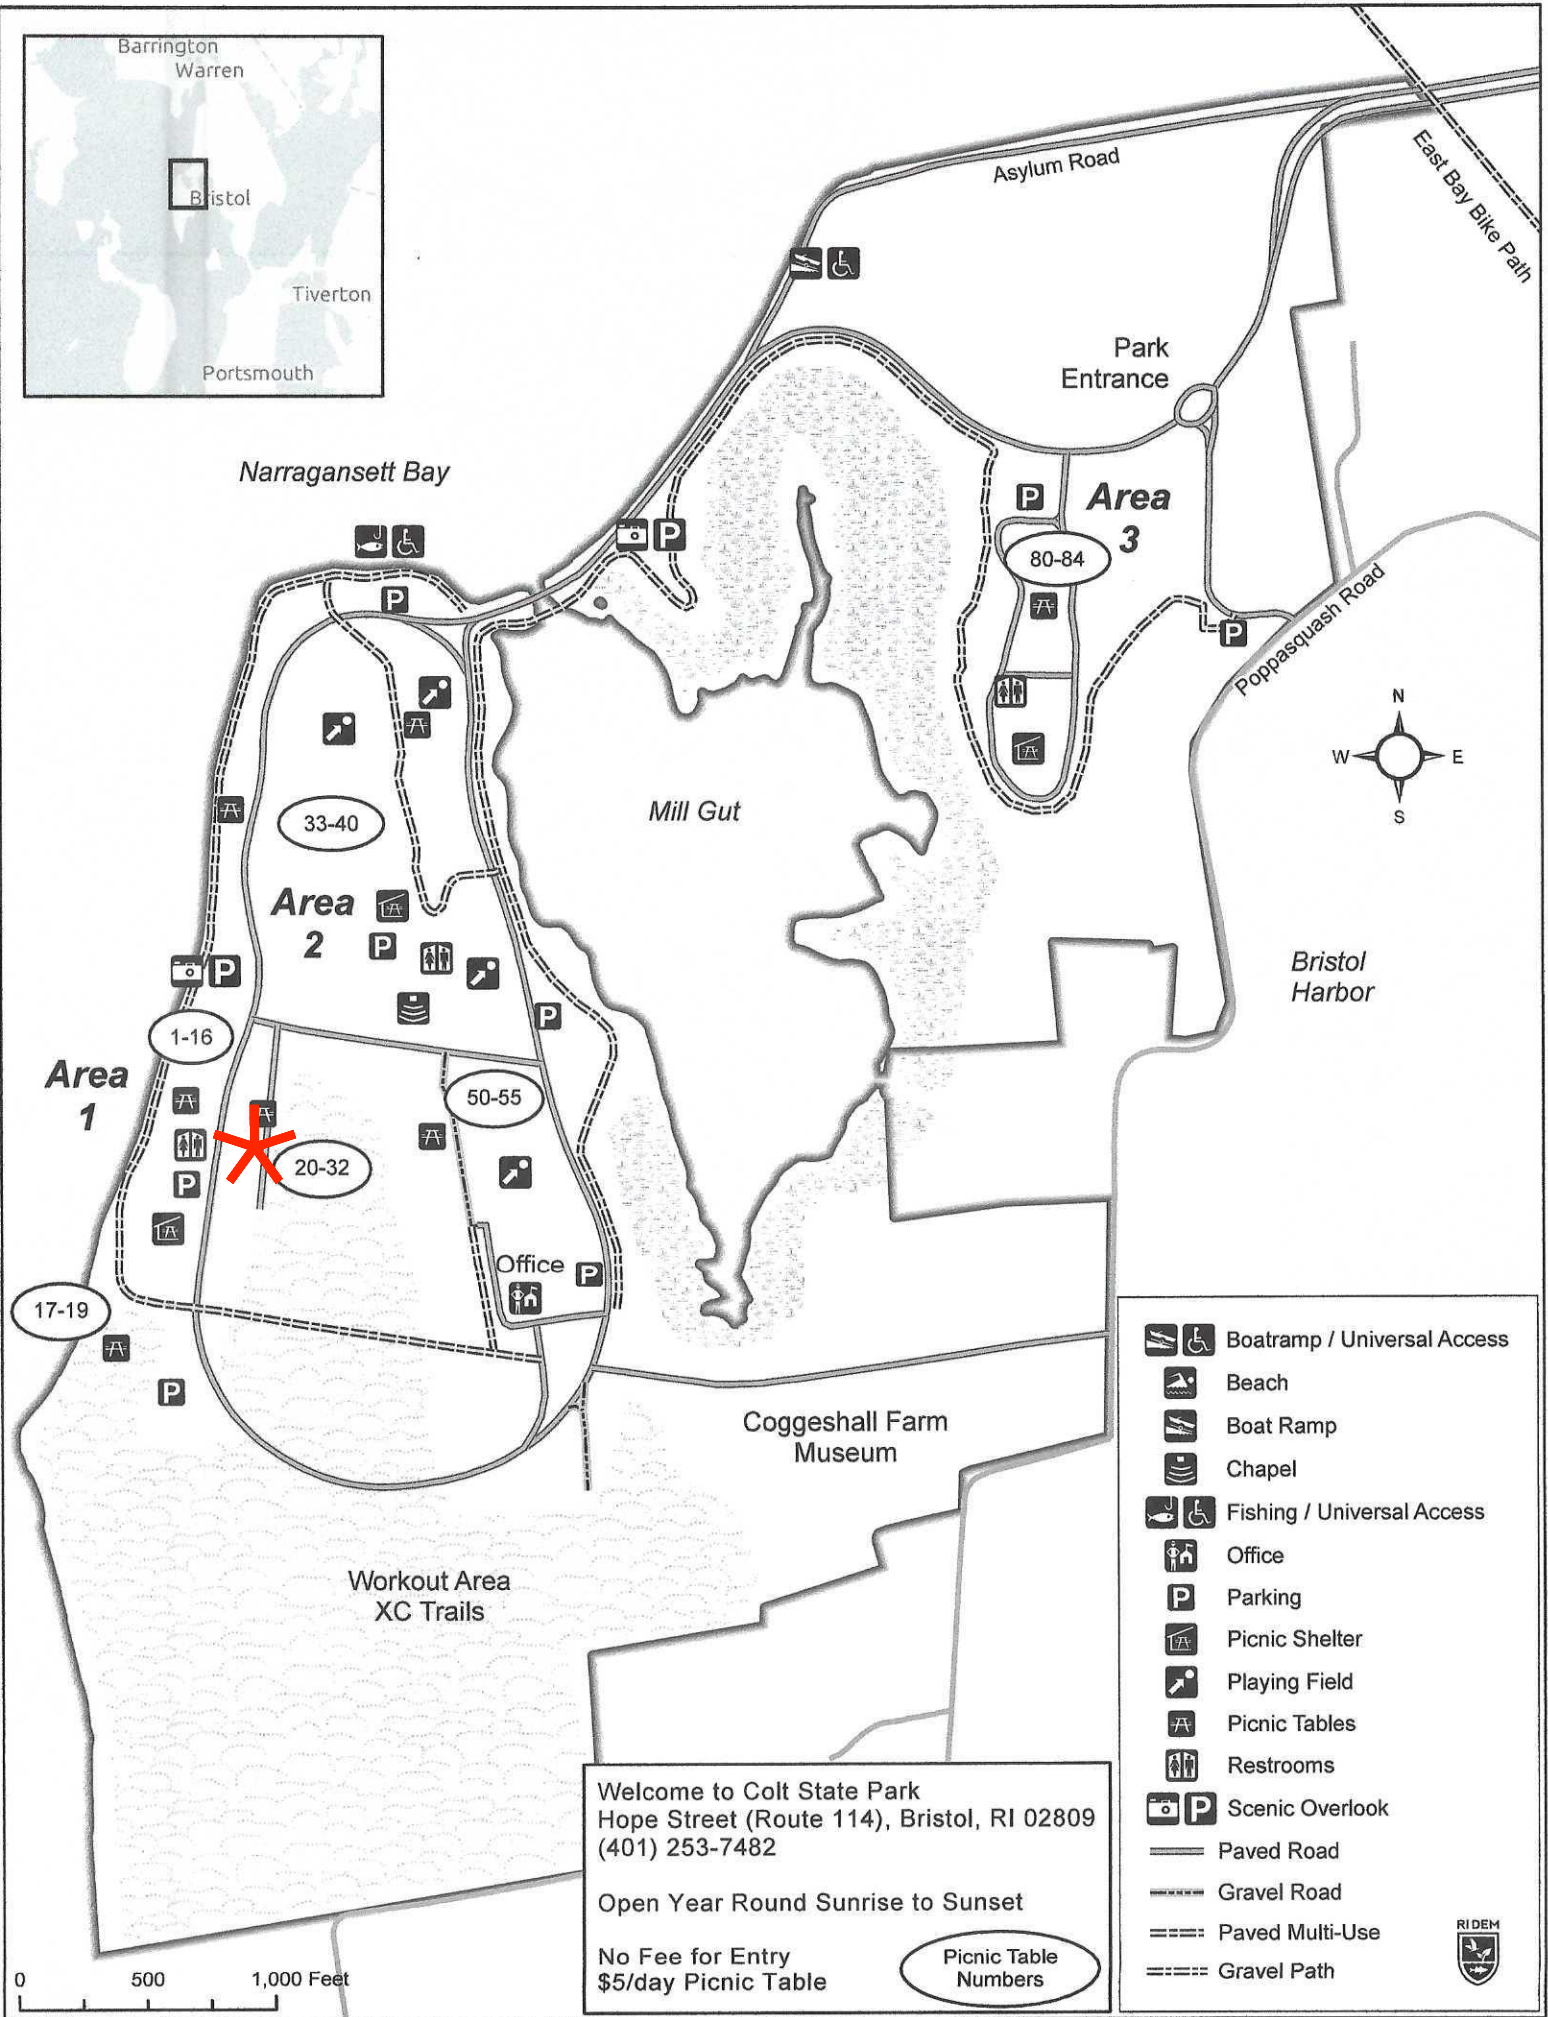 Barrington
Warren
Bristol
Tiverton
Portsmouth
Asylum Road
East Bay Bike Path
Park
Entrance
Narragansett Bay
P
Area
3
P
80-84
P
P
Poppasquash Road
N
W E
S
33-40
Mill Gut
Area
2
P
P
P
Bristol
Harbor
1-16
Area
1
50-55
20-32
P
Office
P
17-19
P
Coggeshall Farm
Museum
Workout Area
XC Trails
Boatramp / Universal Access
Beach
Boat Ramp
Chapel
Fishing / Universal Access
Office
P Parking
Picnic Shelter
Playing Field
Picnic Tables
Restrooms
P Scenic Overlook
Paved Road
Gravel Road
Paved Multi-Use
Gravel Path
RI DEM
Welcome to Colt State Park
Hope Street (Route 114), Bristol, RI 02809
(401) 253-7482
Open Year Round Sunrise to Sunset
No Fee for Entry
$5/day Picnic Table
Picnic Table
Numbers
0 500 1,000 Feet